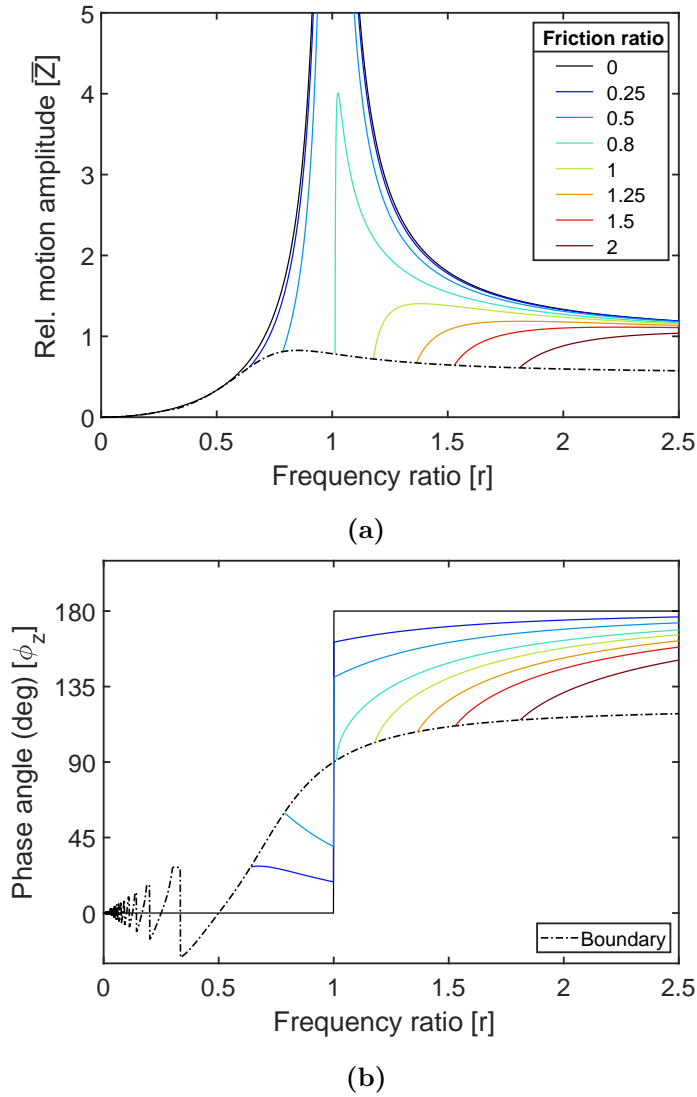 5
4
3
2
1
0
Rel. motion amplitude [Z̅]
Friction ratio
0
0.25
0.5
0.8
1
1.25
1.5
2
0 0.5 1 1.5 2 2.5
Frequency ratio [r]
(a)
180
135
90
45
0
Phase angle (deg) [ϕz]
Boundary
0 0.5 1 1.5 2 2.5
Frequency ratio [r]
(b)